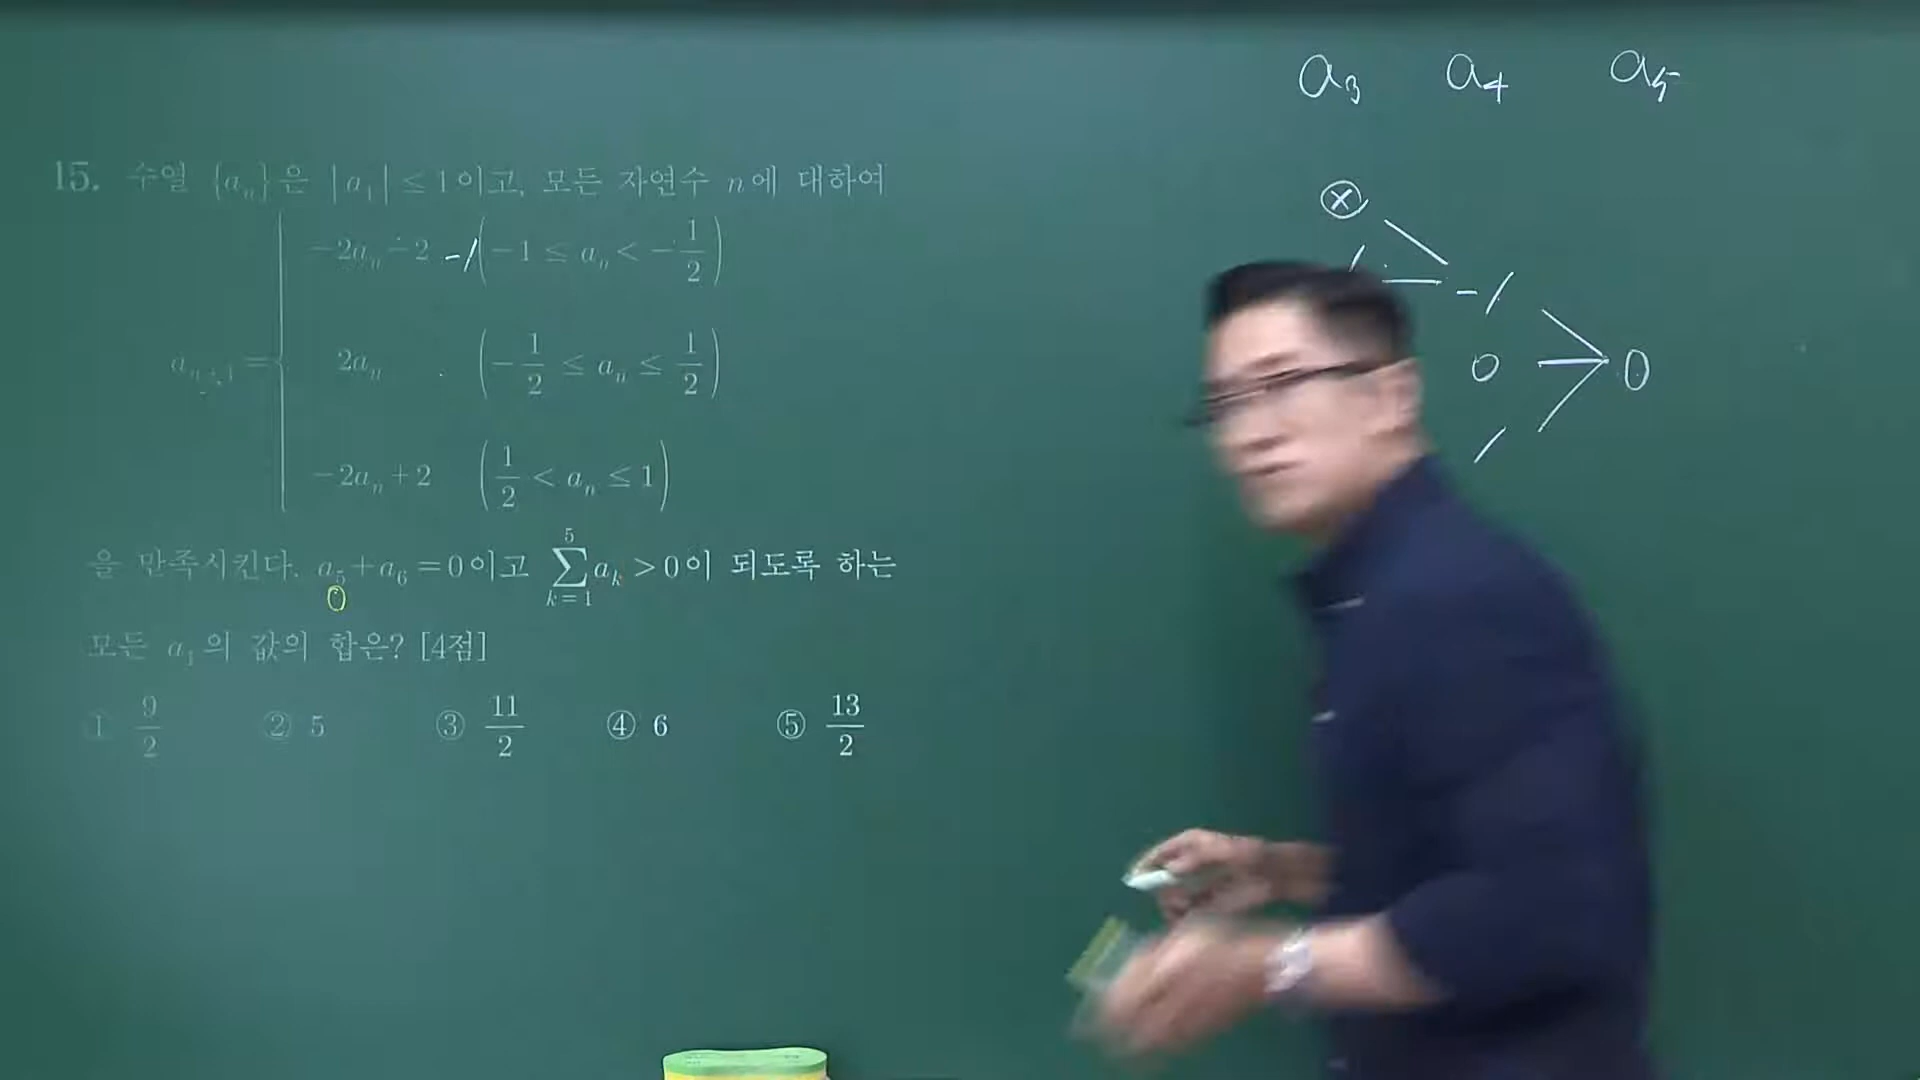 15. 수열 {aₙ}은 |a₁| ≤ 1이고, 모든 자연수 n에 대하여
−2aₙ−2 -1 (−1 ≤ aₙ < −1/2)
aₙ₊₁ = 2aₙ (−1/2 ≤ aₙ ≤ 1/2)
−2aₙ+2 (1/2 < aₙ ≤ 1)
을 만족시킨다. a₅+a₆=0이고 ∑_{k=1}^{5} aₖ > 0이 되도록 하는
0
모든 a₁의 값의 합은? [4점]
① 9/2 ② 5 ③ 11/2 ④ 6 ⑤ 13/2
a₃ a₄ a₅
×
-1
0 0
1